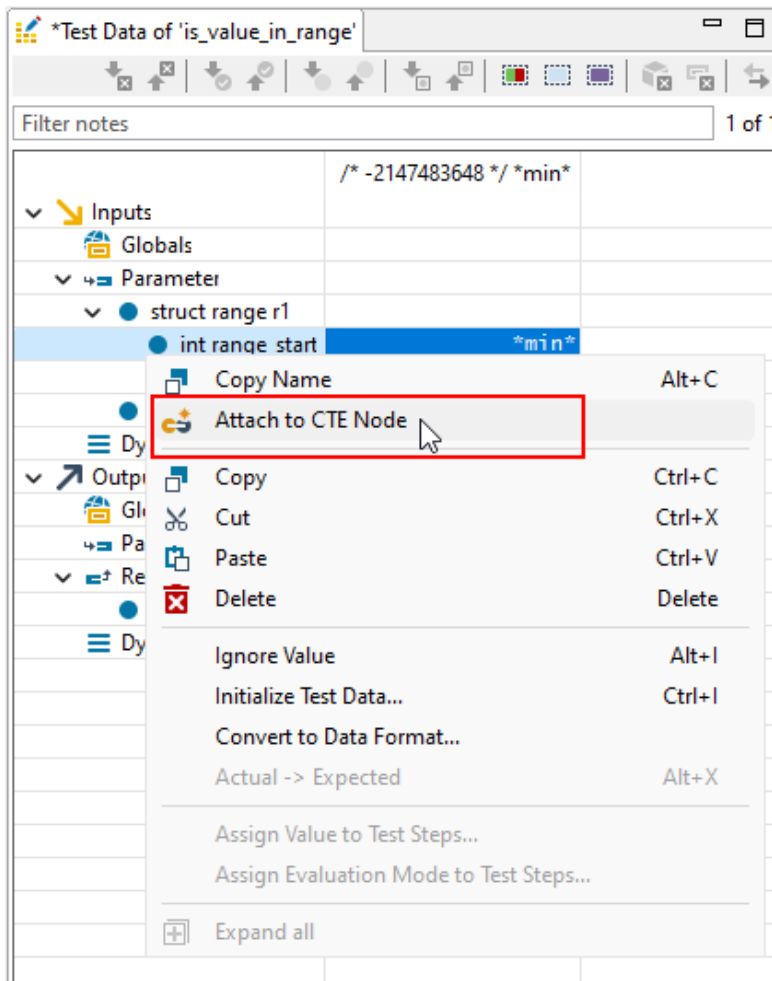 *Test Data of 'is_value_in_range'
Filter notes
1 of
/* -2147483648 */ *min*
Inputs
Globals
Parameter
struct range r1
int range start *min*
Copy Name Alt+C
Attach to CTE Node
Dy
Outpu
Copy Ctrl+C
Gl
Cut Ctrl+X
Pa
Paste Ctrl+V
Re
Delete Delete
Dy
Ignore Value Alt+I
Initialize Test Data... Ctrl+I
Convert to Data Format...
Actual -> Expected Alt+X
Assign Value to Test Steps...
Assign Evaluation Mode to Test Steps...
Expand all